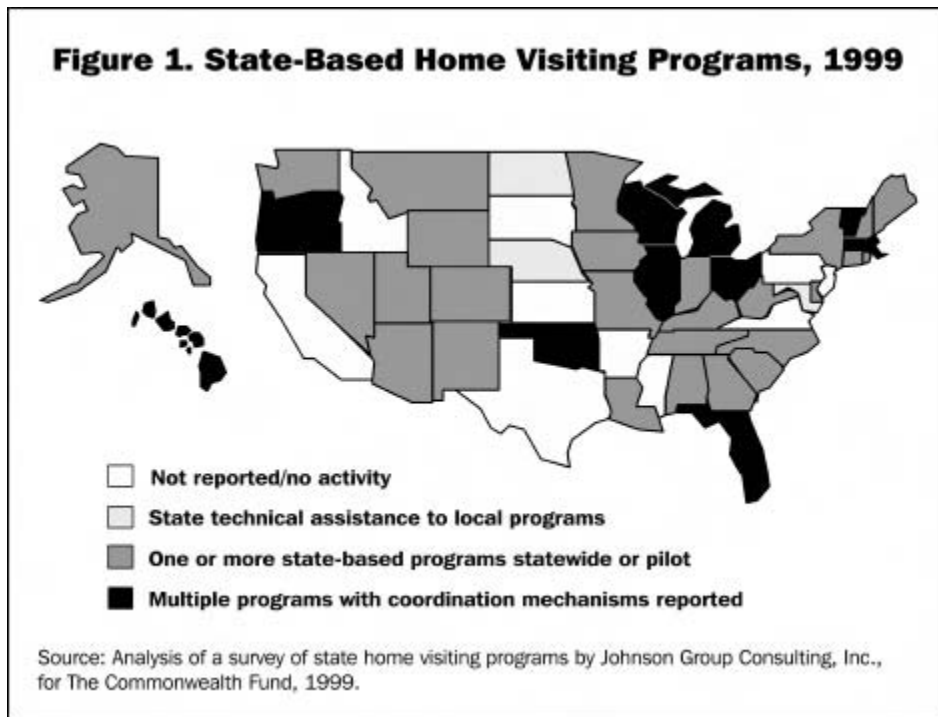 Figure 1. State-Based Home Visiting Programs, 1999
Not reported/no activity
State technical assistance to local programs
One or more state-based programs statewide or pilot
Multiple programs with coordination mechanisms reported
Source: Analysis of a survey of state home visiting programs by Johnson Group Consulting, Inc.,
for The Commonwealth Fund, 1999.